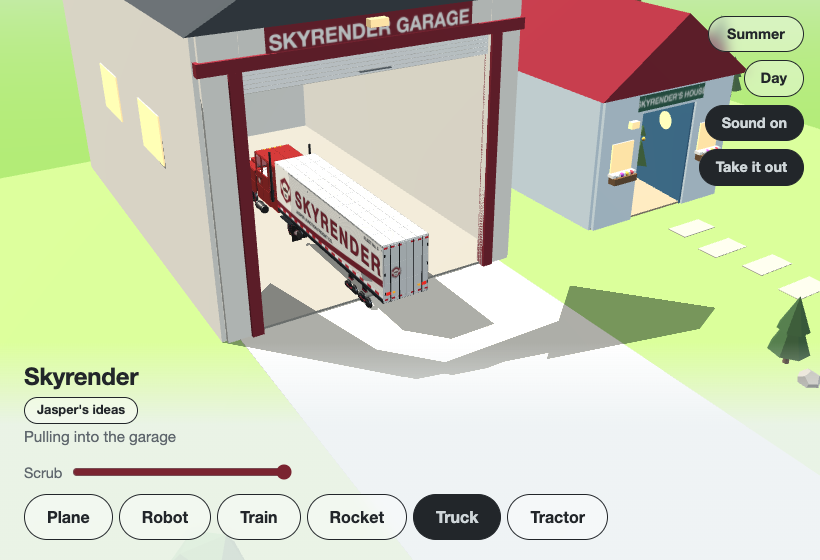 SKYRENDER GARAGE
SKYRENDER'S HOUSE
SKYRENDER
Summer
Day
Sound on
Take it out
Skyrender
Jasper's ideas
Pulling into the garage
Scrub
Plane
Robot
Train
Rocket
Truck
Tractor